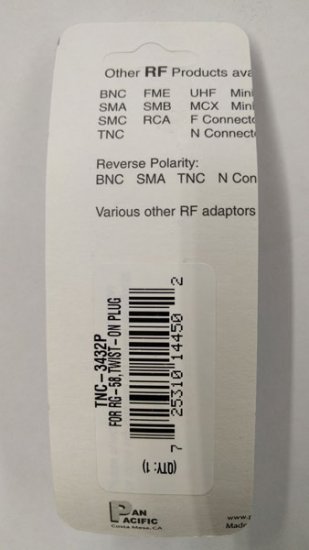 Other RF Products ava
BNC FME UHF Mini
SMA SMB MCX Mini
SMC RCA F Connecto
TNC N Connecto
Reverse Polarity:
BNC SMA TNC N Con
Various other RF adaptors
TNC-3432P
FOR RG-58,TWIST-ON PLUG
7 25310 14450 2
(QTY: 1)
PAN
PACIFIC
Costa Mesa, CA
www.
Made